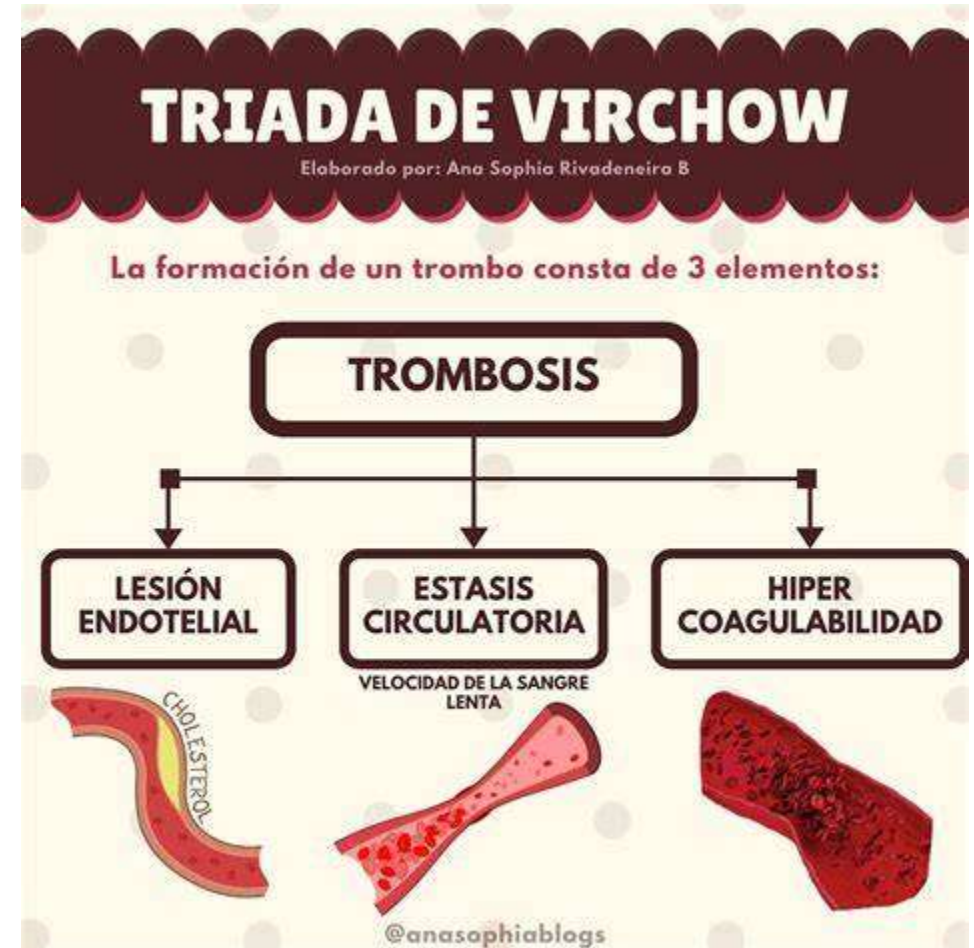 TRIADA DE VIRCHOW
Elaborado por: Ana Sophia Rivadeneira B
La formación de un trombo consta de 3 elementos:
TROMBOSIS
LESIÓN
ENDOTELIAL
ESTASIS
CIRCULATORIA
HIPER
COAGULABILIDAD
VELOCIDAD DE LA SANGRE
LENTA
CHOLESTEROL
@anasophiablogs